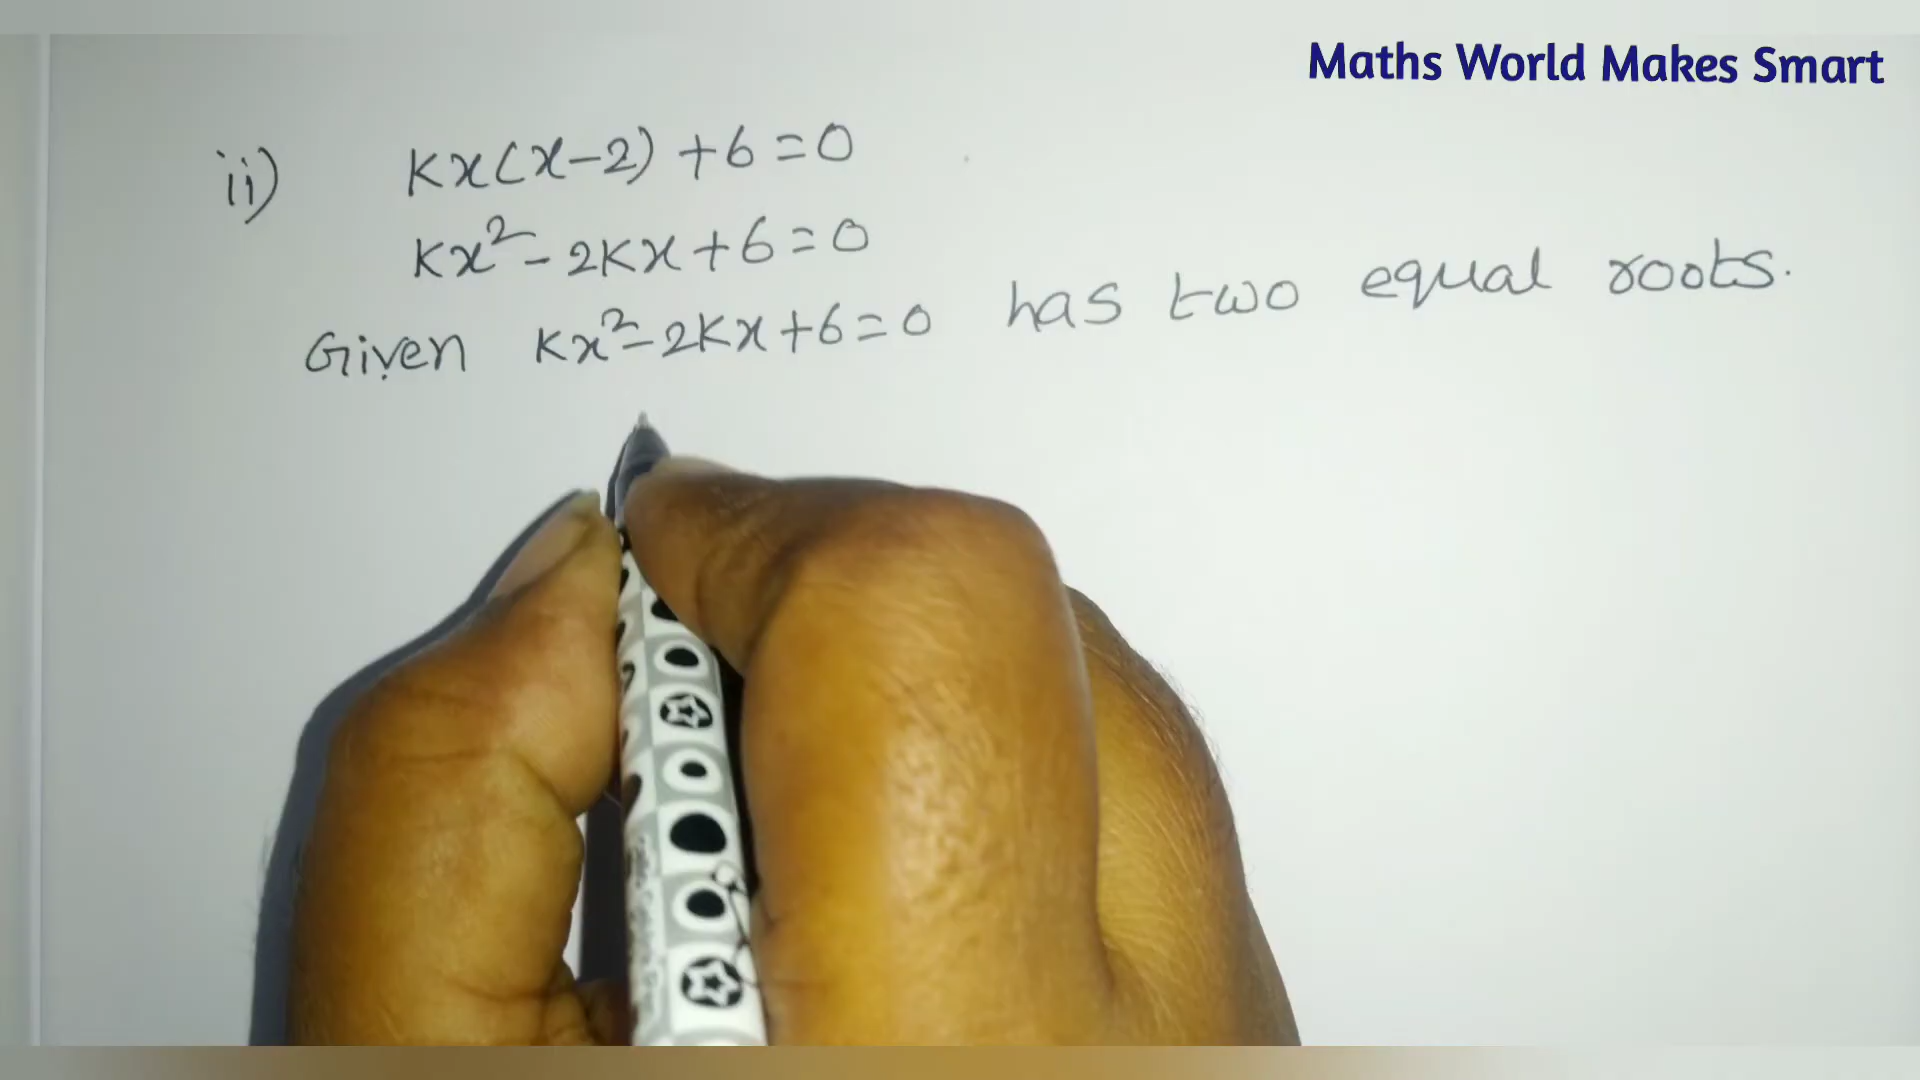 Maths World Makes Smart
ii) Kx(x-2) +6=0
Kx²-2Kx+6=0
Given Kx²-2Kx+6=0 has two equal roots.